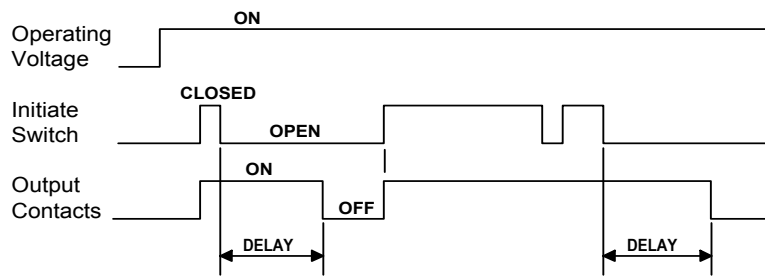 ON
Operating
Voltage
CLOSED
Initiate
Switch
OPEN
ON
Output
Contacts
OFF
DELAY
DELAY